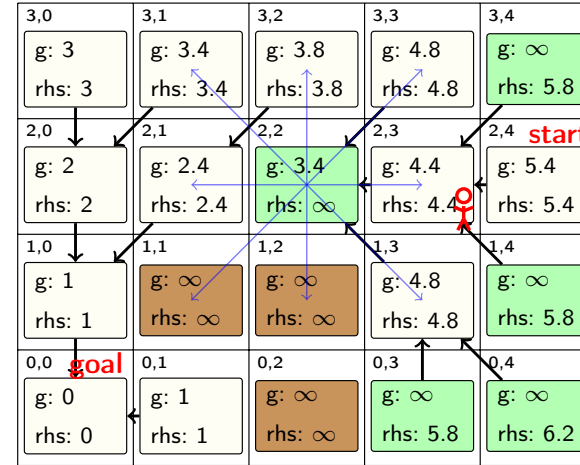 3,0 3,1 3,2 3,3 3,4
g: 3 g: 3.4 g: 3.8 g: 4.8 g: ∞
rhs: 3 rhs: 3.4 rhs: 3.8 rhs: 4.8 rhs: 5.8
2,0 2,1 2,2 2,3 2,4
start
g: 2 g: 2.4 g: 3.4 g: 4.4 g: 5.4
rhs: 2 rhs: 2.4 rhs: ∞ rhs: 4.4 rhs: 5.4
1,0 1,1 1,2 1,3 1,4
g: 1 g: ∞ g: ∞ g: 4.8 g: ∞
rhs: 1 rhs: ∞ rhs: ∞ rhs: 4.8 rhs: 5.8
0,0 0,1 0,2 0,3 0,4
goal
g: 0 g: 1 g: ∞ g: ∞ g: ∞
rhs: 0 rhs: 1 rhs: ∞ rhs: 5.8 rhs: 6.2